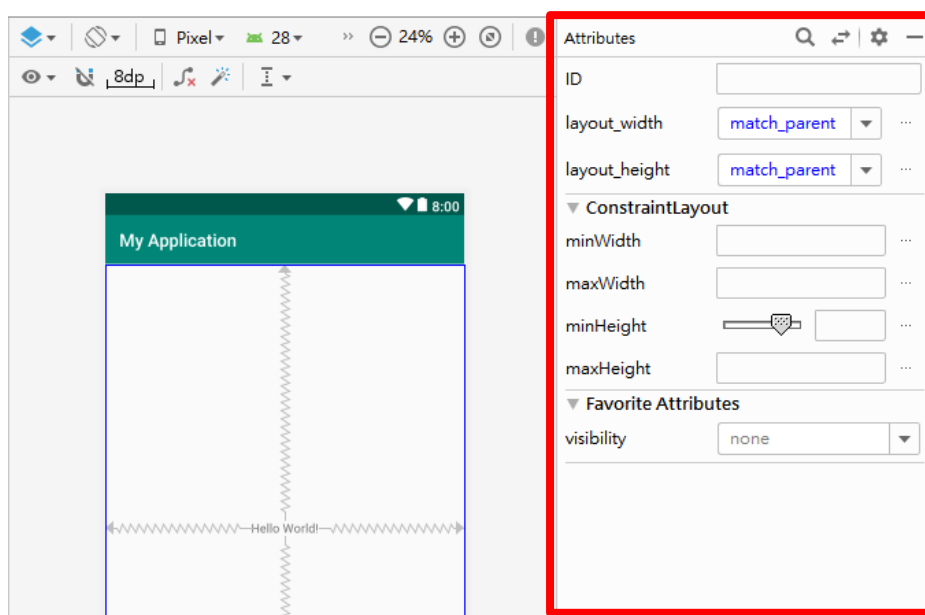 Pixel 28 24%
8dp
8:00
My Application
Hello World!
Attributes
ID
layout_width match_parent
layout_height match_parent
ConstraintLayout
minWidth
maxWidth
minHeight
maxHeight
Favorite Attributes
visibility none